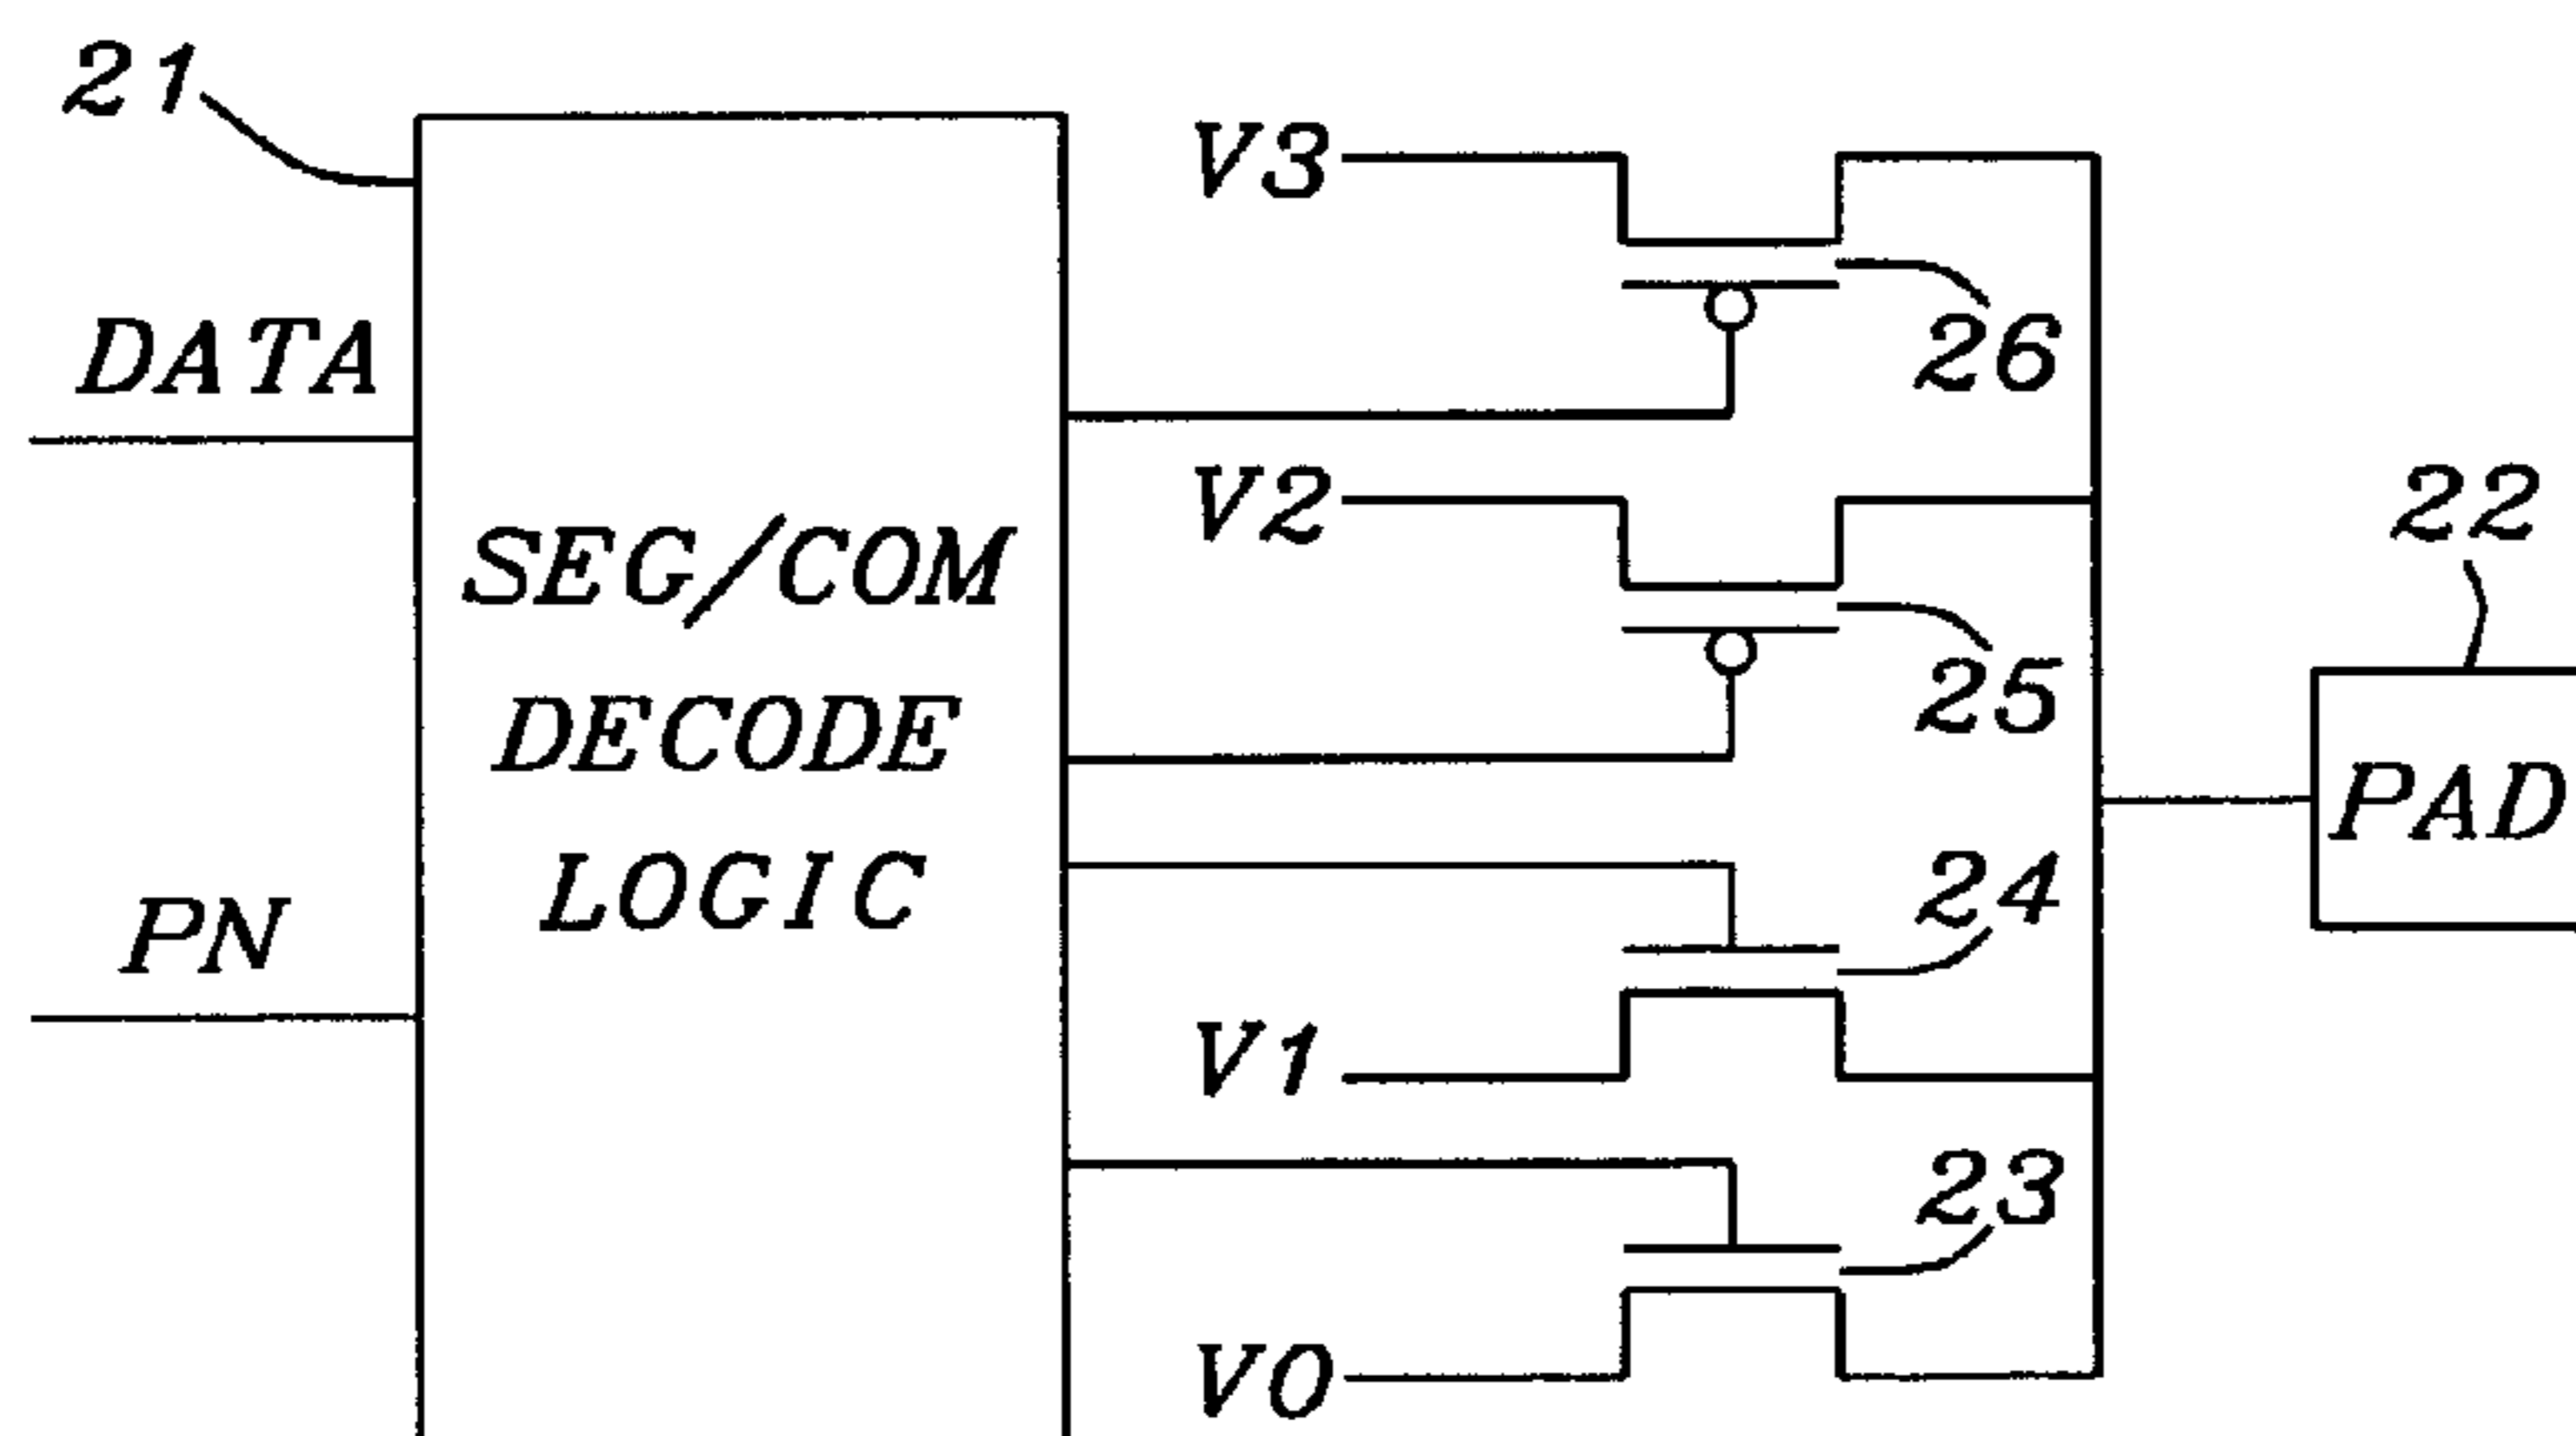 21
DATA
PN
SEG/COM
DECODE
LOGIC
V3
26
V2
25
24
V1
23
V0
22
PAD